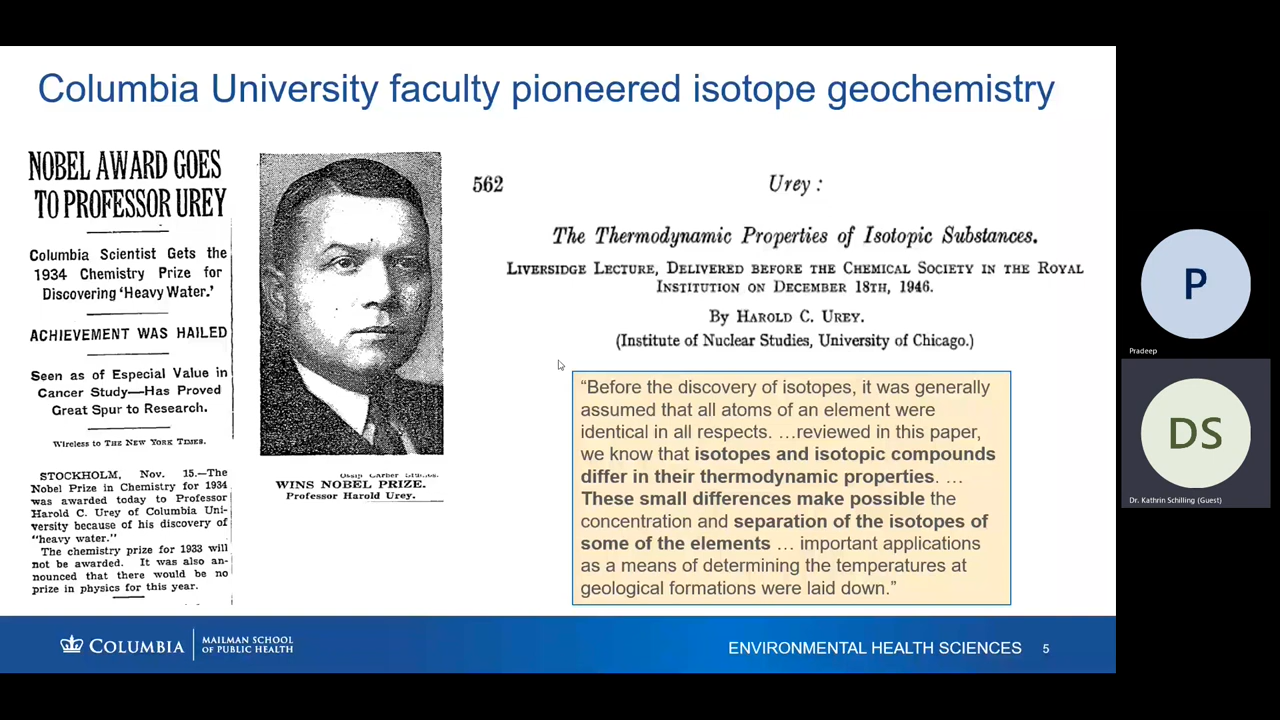 Columbia University faculty pioneered isotope geochemistry
NOBEL AWARD GOES
TO PROFESSOR UREY
Columbia Scientist Gets the
1934 Chemistry Prize for
Discovering 'Heavy Water.'
ACHIEVEMENT WAS HAILED
Seen as of Especial Value in
Cancer Study—Has Proved
Great Spur to Research.
Wireless to THE NEW YORK TIMES.
STOCKHOLM, Nov. 15.—The
Nobel Prize in Chemistry for 1934
was awarded today to Professor
Harold C. Urey of Columbia Uni-
versity because of his discovery of
"heavy water."
The chemistry prize for 1933 will
not be awarded. It was also an-
nounced that there would be no
prize in physics for this year.
WINS NOBEL PRIZE.
Professor Harold Urey.
562 Urey :
The Thermodynamic Properties of Isotopic Substances.
LIVERSIDGE LECTURE, DELIVERED BEFORE THE CHEMICAL SOCIETY IN THE ROYAL
INSTITUTION ON DECEMBER 18TH, 1946.
By HAROLD C. UREY.
(Institute of Nuclear Studies, University of Chicago.)
“Before the discovery of isotopes, it was generally
assumed that all atoms of an element were
identical in all respects. …reviewed in this paper,
we know that isotopes and isotopic compounds
differ in their thermodynamic properties. …
These small differences make possible the
concentration and separation of the isotopes of
some of the elements … important applications
as a means of determining the temperatures at
geological formations were laid down.”
COLUMBIA
MAILMAN SCHOOL
OF PUBLIC HEALTH
ENVIRONMENTAL HEALTH SCIENCES 5
P
Pradeep
DS
Dr. Kathrin Schilling (Guest)